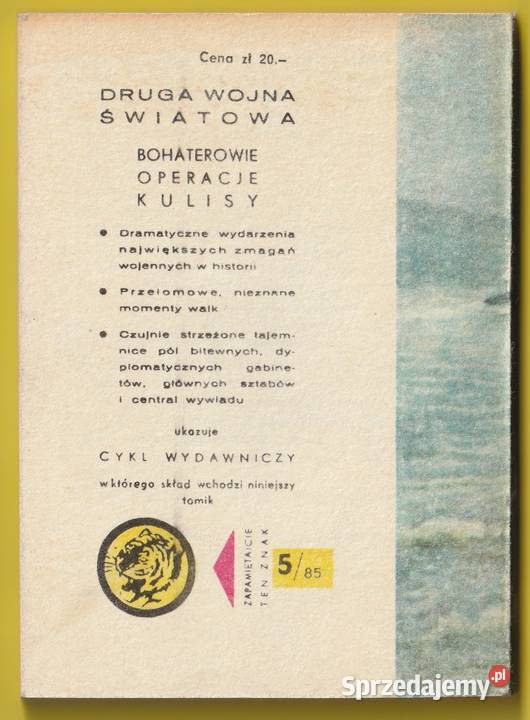 Cena zł 20.–
DRUGA WOJNA
ŚWIATOWA
BOHATEROWIE
OPERACJE
KULISY
● Dramatyczne wydarzenia
największych zmagań
wojennych w historii
● Przełomowe, nieznane
momenty walk
● Czujnie strzeżone tajem-
nice pól bitewnych, dy-
plomatycznych gabine-
tów, głównych sztabów
i central wywiadu
ukazuje
CYKL WYDAWNICZY
w którego skład wchodzi niniejszy
tomik
ZAPAMIĘTAJCIE
TEN ZNAK
5/85
Sprzedajemy.pl